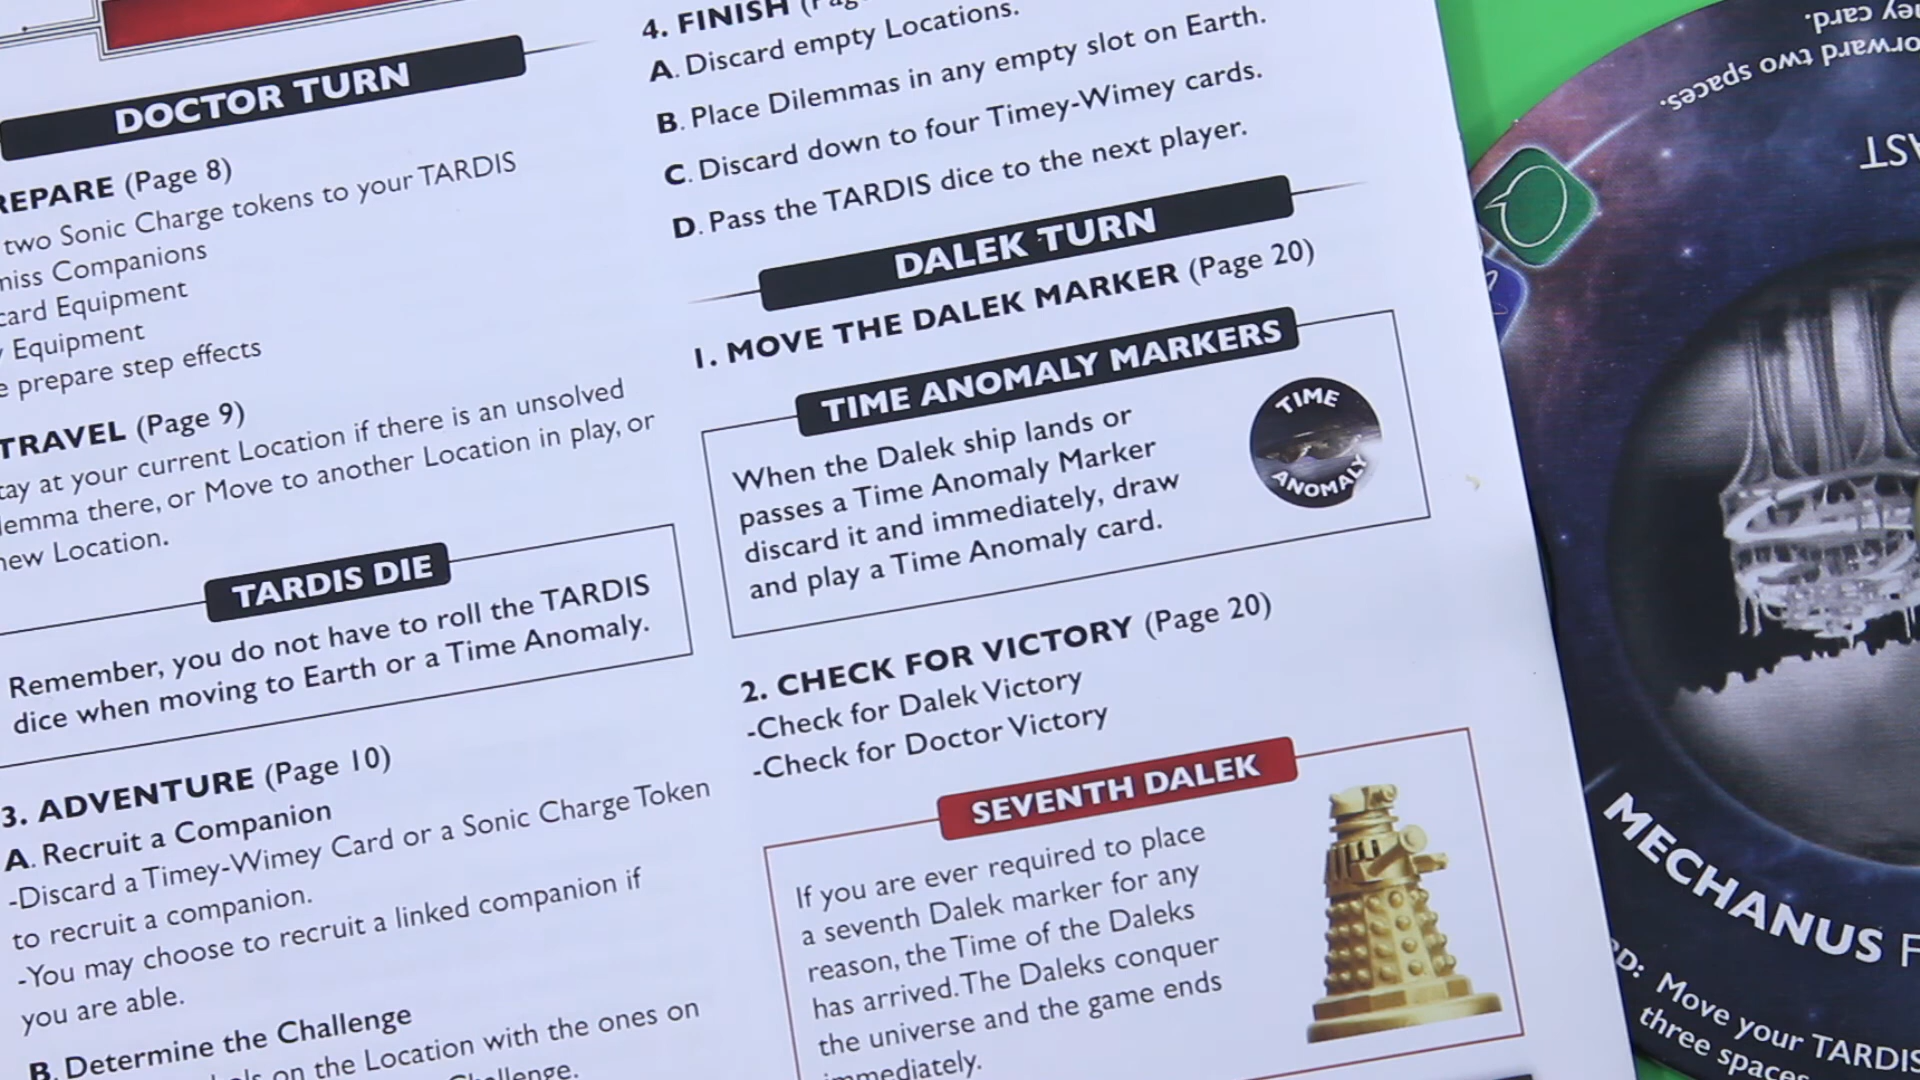 DOCTOR TURN
REPARE (Page 8)
two Sonic Charge tokens to your TARDIS
miss Companions
card Equipment
Equipment
prepare step effects
TRAVEL (Page 9)
tay at your current Location if there is an unsolved
lemma there, or Move to another Location in play, or
new Location.
TARDIS DIE
Remember, you do not have to roll the TARDIS
dice when moving to Earth or a Time Anomaly.
3. ADVENTURE (Page 10)
A. Recruit a Companion
-Discard a Timey-Wimey Card or a Sonic Charge Token
to recruit a companion.
-You may choose to recruit a linked companion if
you are able.
B. Determine the Challenge
on the Location with the ones on
4. FINISH
A. Discard empty Locations.
B. Place Dilemmas in any empty slot on Earth.
C. Discard down to four Timey-Wimey cards.
D. Pass the TARDIS dice to the next player.
DALEK TURN
1. MOVE THE DALEK MARKER (Page 20)
TIME ANOMALY MARKERS
When the Dalek ship lands or
passes a Time Anomaly Marker
discard it and immediately, draw
and play a Time Anomaly card.
TIME
ANOMALY
2. CHECK FOR VICTORY (Page 20)
-Check for Dalek Victory
-Check for Doctor Victory
SEVENTH DALEK
If you are ever required to place
a seventh Dalek marker for any
reason, the Time of the Daleks
has arrived. The Daleks conquer
the universe and the game ends
immediately.
card.
two spaces.
MECHANUS
Move your TARDIS
three spaces